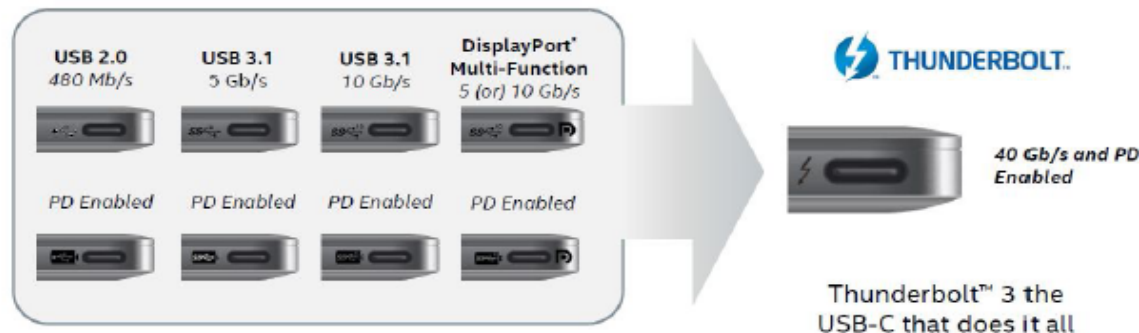 USB 2.0
480 Mb/s
USB 3.1
5 Gb/s
USB 3.1
10 Gb/s
DisplayPort*
Multi-Function
5 (or) 10 Gb/s
PD Enabled
PD Enabled
PD Enabled
PD Enabled
THUNDERBOLT™
40 Gb/s and PD
Enabled
Thunderbolt™ 3 the
USB-C that does it all